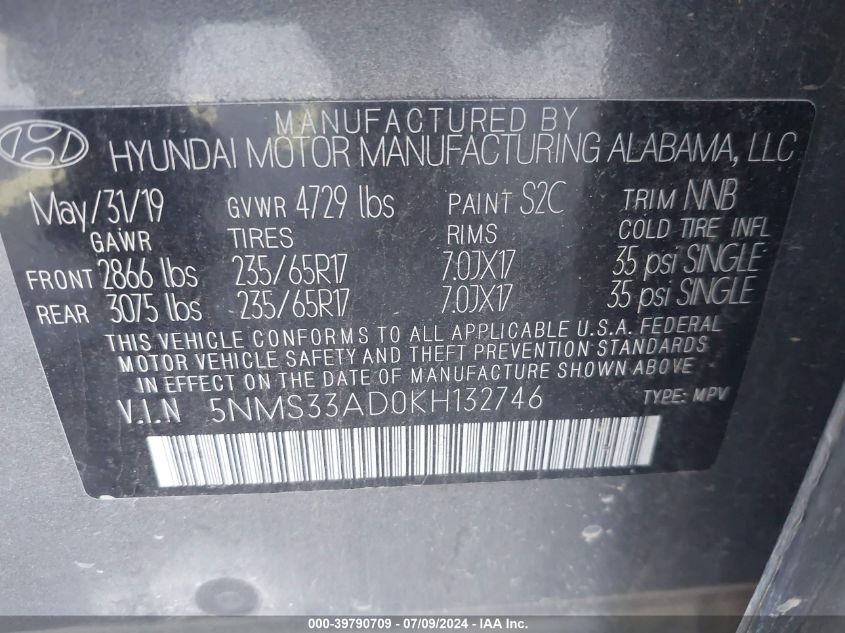 MANUFACTURED BY
HYUNDAI MOTOR MANUFACTURING ALABAMA, LLC
May/31/19 GVWR 4729 lbs PAINT S2C TRIM NNB
GAWR TIRES RIMS COLD TIRE INFL
FRONT 2866 lbs 235/65R17 7.0JX17 35 psi SINGLE
REAR 3075 lbs 235/65R17 7.0JX17 35 psi SINGLE
THIS VEHICLE CONFORMS TO ALL APPLICABLE U.S.A. FEDERAL
MOTOR VEHICLE SAFETY AND THEFT PREVENTION STANDARDS
IN EFFECT ON THE DATE OF MANUFACTURE SHOWN ABOVE
V.I.N 5NMS33AD0KH132746 TYPE: MPV
000-39790709 - 07/09/2024 - IAA Inc.